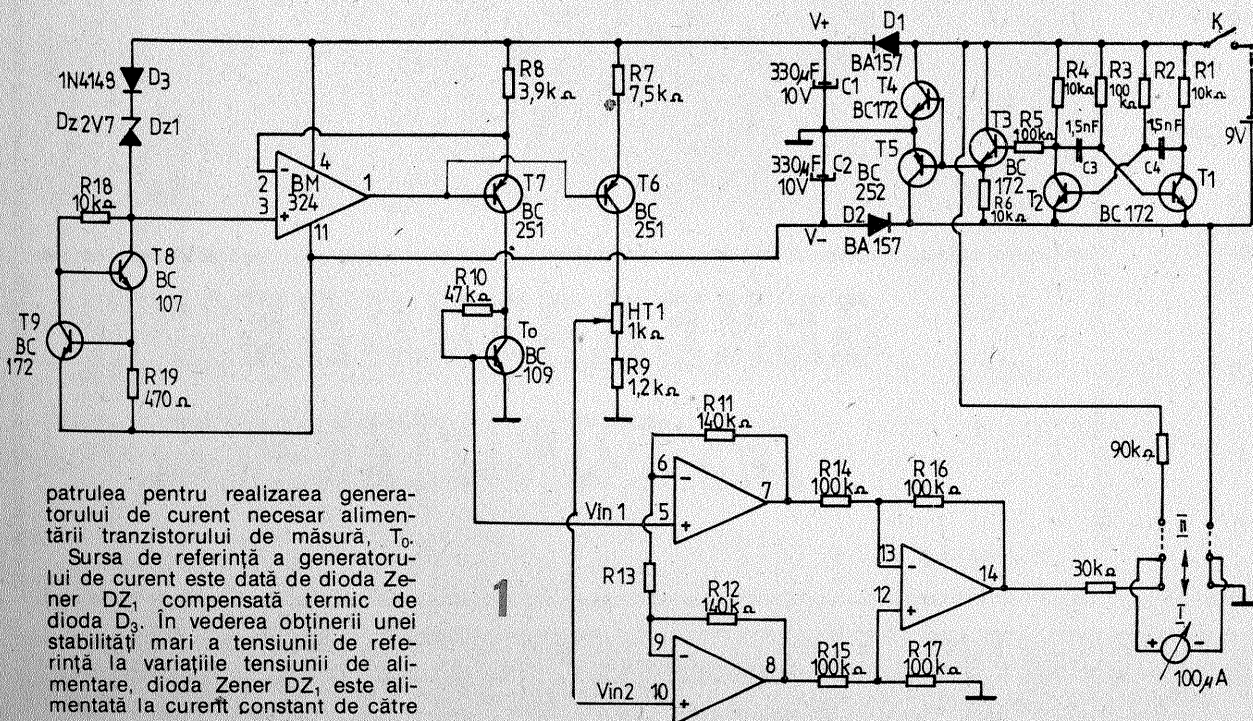 V+
D1
BA157
K
9V
1N4148
D3
Dz 2V7
Dz1
R18
10kΩ
T8
BC
107
T9
BC
172
R19
470Ω
2
3
4
BM
324
11
1
R8
3,9kΩ
R7
7,5kΩ
T7
BC
251
T6
BC
251
R10
47kΩ
To
BC
109
HT1
1kΩ
R9
1,2kΩ
330µF
10V
C1
330µF
10V
C2
V-
D2
BA157
T4
BC172
T5
BC
252
T3
BC
172
R5
100kΩ
R6
10kΩ
R4
10kΩ
R3
100
kΩ
R2
R1
10kΩ
1,5nF
C3
1,5nF
C4
T2
T1
BC 172
patrulea pentru realizarea genera-
torului de curent necesar alimen-
tării tranzistorului de măsură, T₀.
Sursa de referință a generatoru-
lui de curent este dată de dioda Ze-
ner DZ₁ compensată termic de
dioda D₃. În vederea obținerii unei
stabilități mari a tensiunii de refe-
rință la variațiile tensiunii de ali-
mentare, dioda Zener DZ₁ este ali-
mentată la curent constant de către
1
R11
140kΩ
6
5
7
Vin 1
R13
R12
140kΩ
9
10
8
Vin2
R14
100kΩ
R16
100kΩ
13
12
14
R15
100kΩ
R17
100kΩ
30kΩ
90kΩ
II
I
+
-
100µA